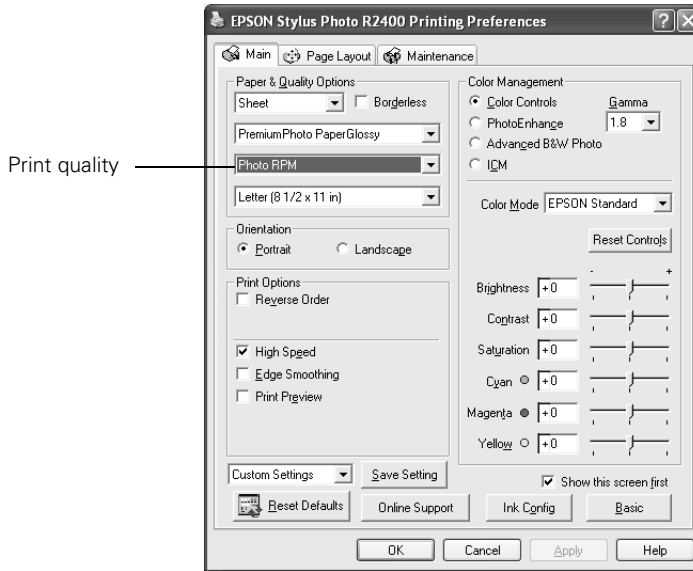 EPSON Stylus Photo R2400 Printing Preferences
Main
Page Layout
Maintenance
Paper & Quality Options
Sheet
Borderless
PremiumPhoto PaperGlossy
Print quality
Photo RPM
Letter (8 1/2 x 11 in)
Orientation
Portrait
Landscape
Print Options
Reverse Order
High Speed
Edge Smoothing
Print Preview
Custom Settings
Save Setting
Color Management
Color Controls
Gamma
PhotoEnhance
1.8
Advanced B&W Photo
ICM
Color Mode
EPSON Standard
Reset Controls
- +
Brightness +0
Contrast +0
Saturation +0
Cyan +0
Magenta +0
Yellow +0
Show this screen first
Reset Defaults
Online Support
Ink Config
Basic
OK
Cancel
Apply
Help